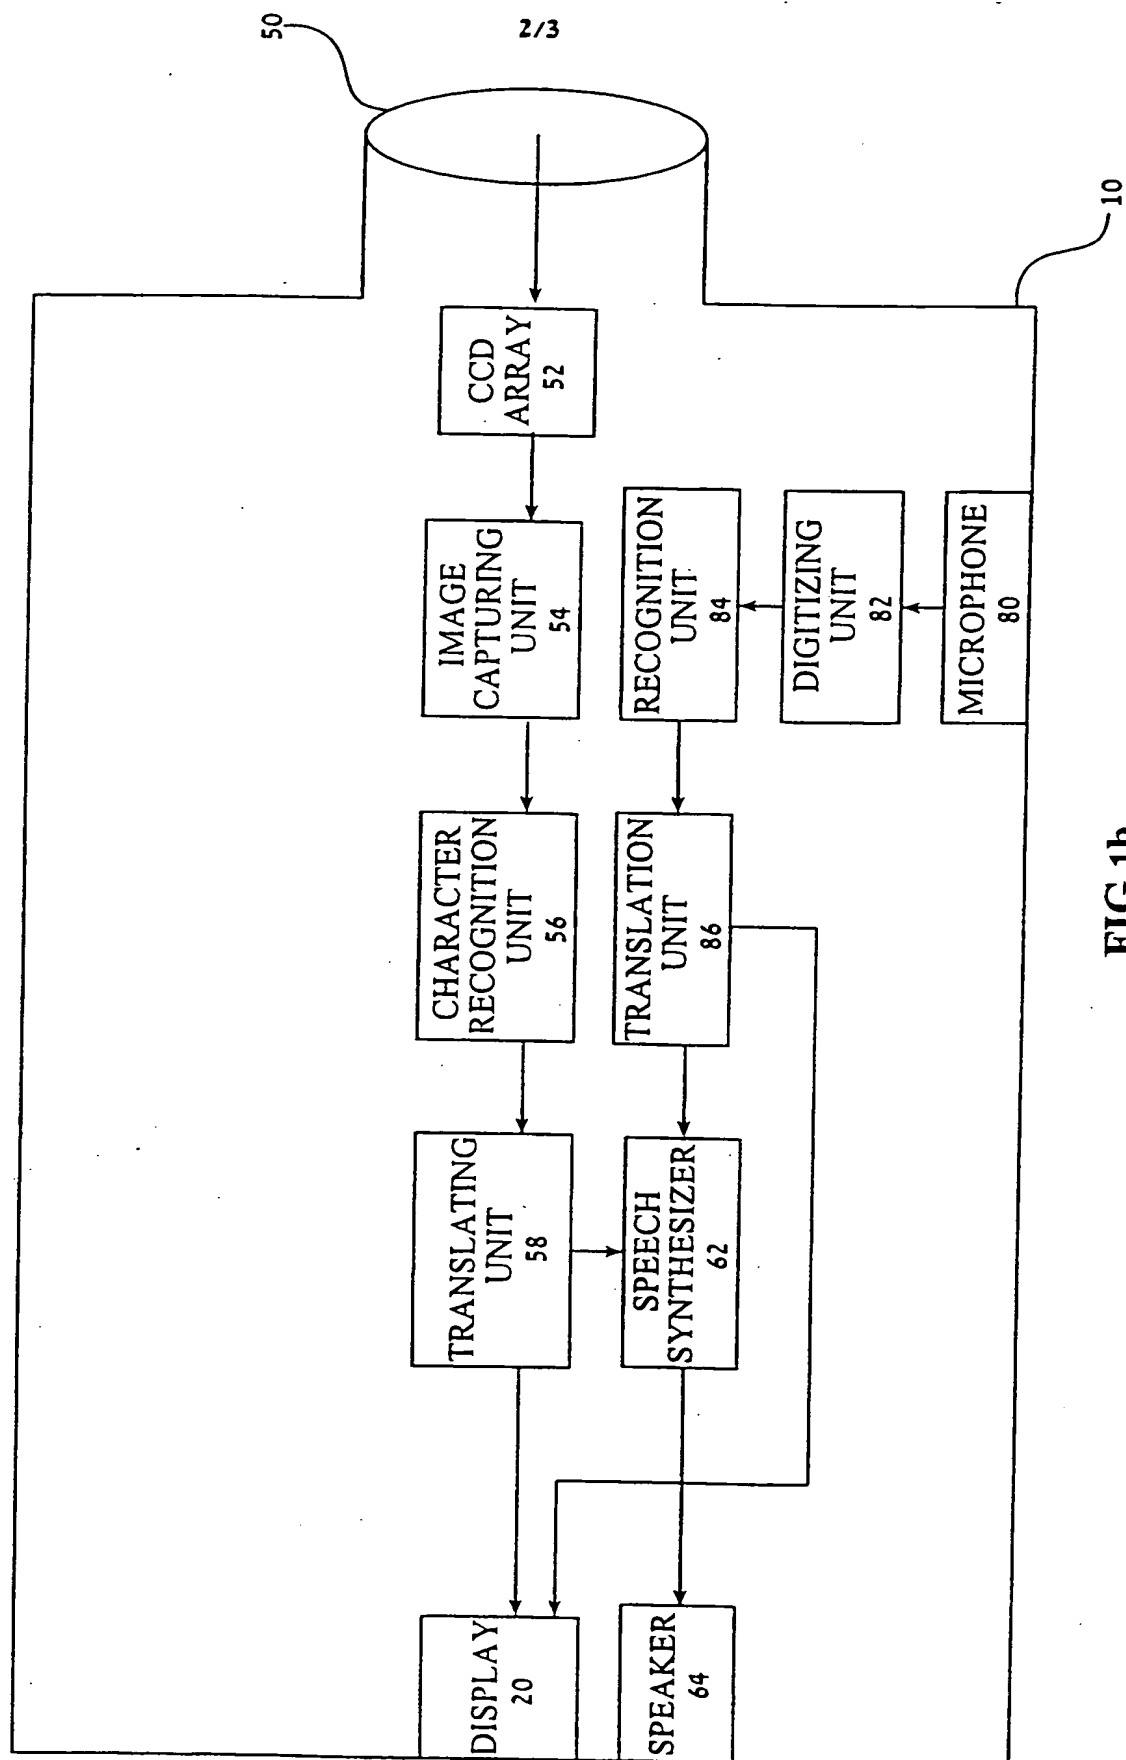 2/3
50
10
CCD
ARRAY
52
IMAGE
CAPTURING
UNIT
54
CHARACTER
RECOGNITION
UNIT
56
TRANSLATING
UNIT
58
DISPLAY
20
MICROPHONE
80
DIGITIZING
UNIT
82
RECOGNITION
UNIT
84
TRANSLATION
UNIT
86
SPEECH
SYNTHESIZER
62
SPEAKER
64
FIG 1b